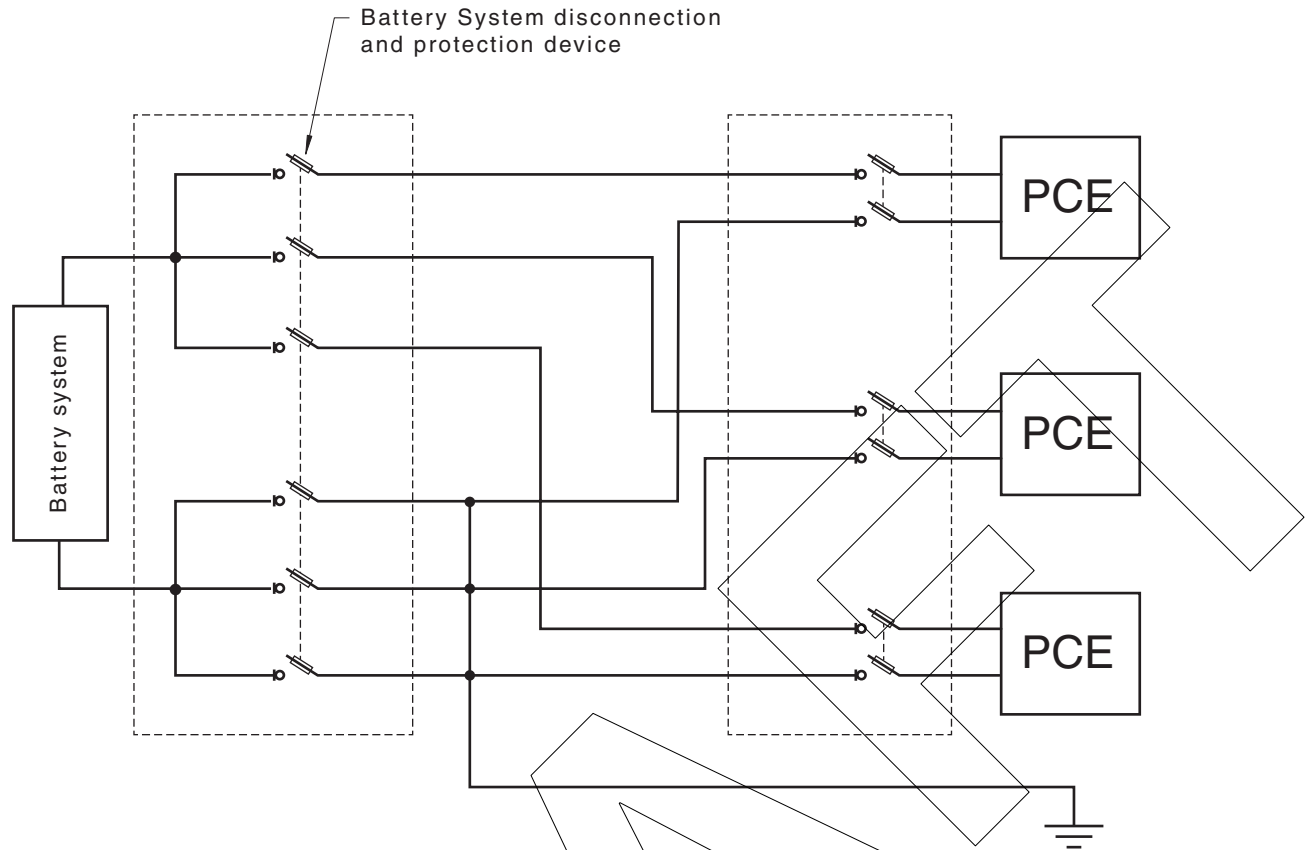 Battery System disconnection
and protection device
PCE
Battery system
PCE
PCE